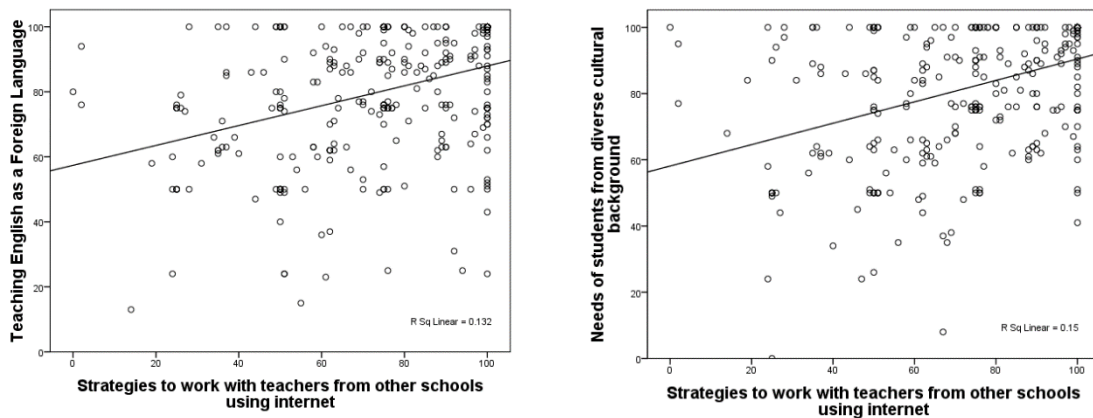 Teaching English as a Foreign Language
100
80
60
40
20
0
R Sq Linear = 0.132
0 20 40 60 80 100
Strategies to work with teachers from other schools
using internet
Needs of students from diverse cultural
background
100
80
60
40
20
0
R Sq Linear = 0.15
0 20 40 60 80 100
Strategies to work with teachers from other schools
using internet